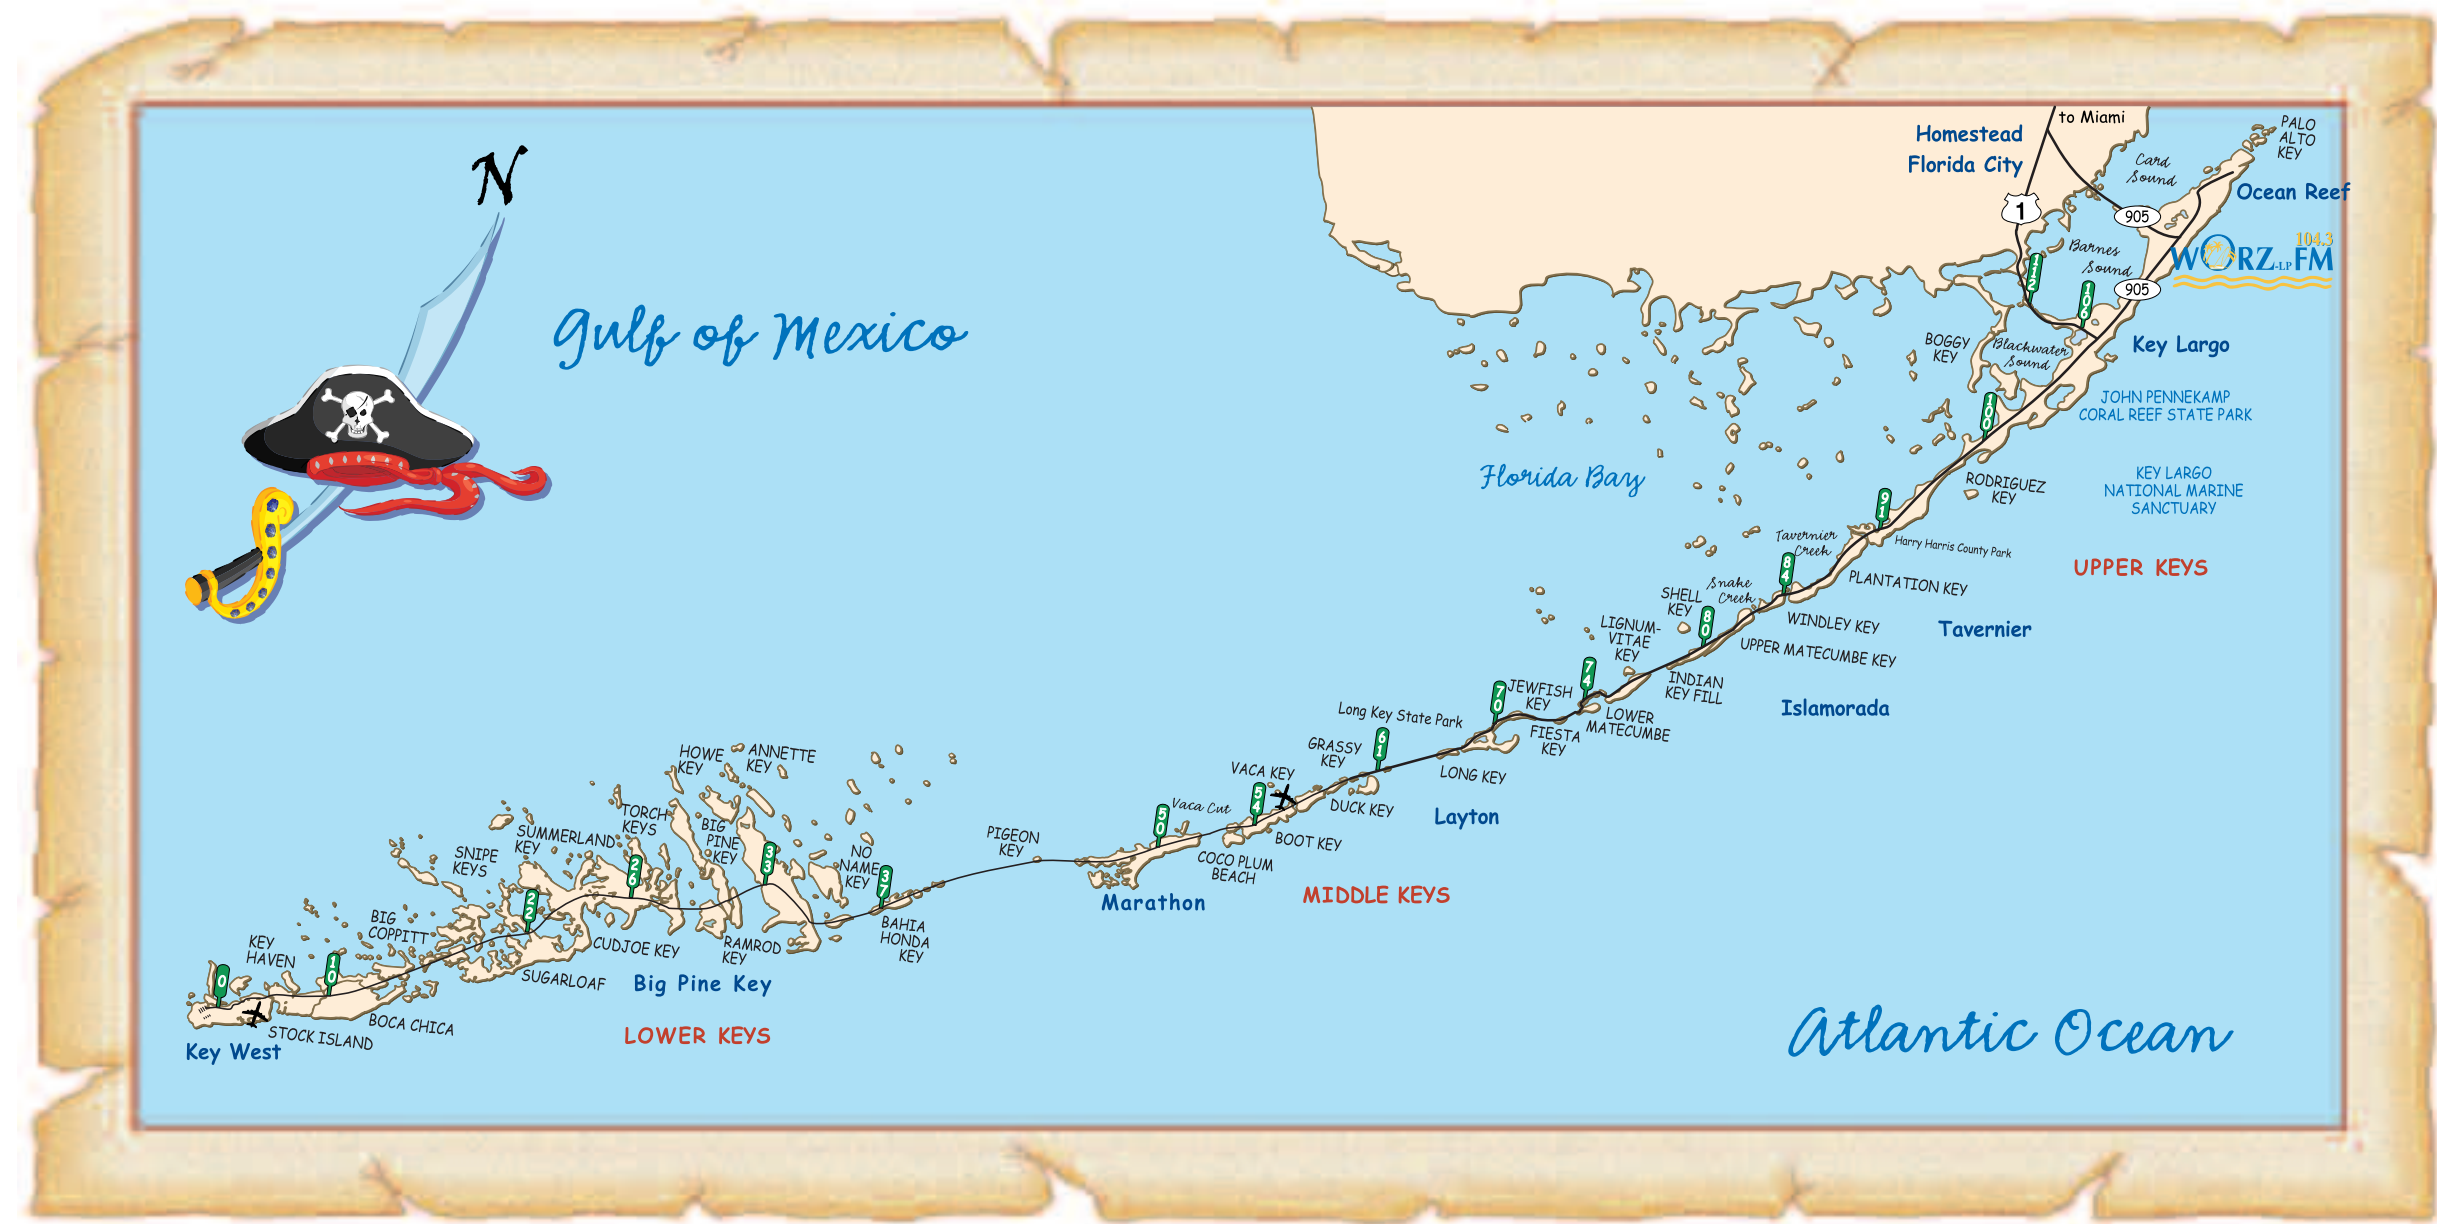 N
Gulf of Mexico
to Miami
Homestead
Florida City
1
Card
Sound
PALO
ALTO
KEY
Ocean Reef
905
WORZ-LP FM
104.3
Barnes
Sound
905
112
106
BOGGY
KEY
Blackwater
Sound
Key Largo
JOHN PENNEKAMP
CORAL REEF STATE PARK
100
Florida Bay
RODRIGUEZ
KEY
KEY LARGO
NATIONAL MARINE
SANCTUARY
91
Harry Harris County Park
Tavernier
Creek
UPPER KEYS
84
PLANTATION KEY
Snake
Creek
SHELL
KEY
80
WINDLEY KEY
Tavernier
LIGNUM-
VITAE
KEY
UPPER MATECUMBE KEY
74
INDIAN
KEY FILL
Islamorada
70
JEWFISH
KEY
LOWER
MATECUMBE
FIESTA
KEY
Long Key State Park
61
GRASSY
KEY
LONG KEY
VACA KEY
54
DUCK KEY
Layton
Vaca Cut
50
BOOT KEY
COCO PLUM
BEACH
MIDDLE KEYS
Marathon
PIGEON
KEY
HOWE
KEY
ANNETTE
KEY
TORCH
KEYS
BIG
PINE
KEY
33
NO
NAME
KEY
37
BAHIA
HONDA
KEY
SUMMERLAND
KEY
26
SNIPE
KEYS
22
CUDJOE KEY
RAMROD
KEY
SUGARLOAF
Big Pine Key
BIG
COPPITT
KEY
HAVEN
10
0
BOCA CHICA
STOCK ISLAND
Key West
LOWER KEYS
Atlantic Ocean